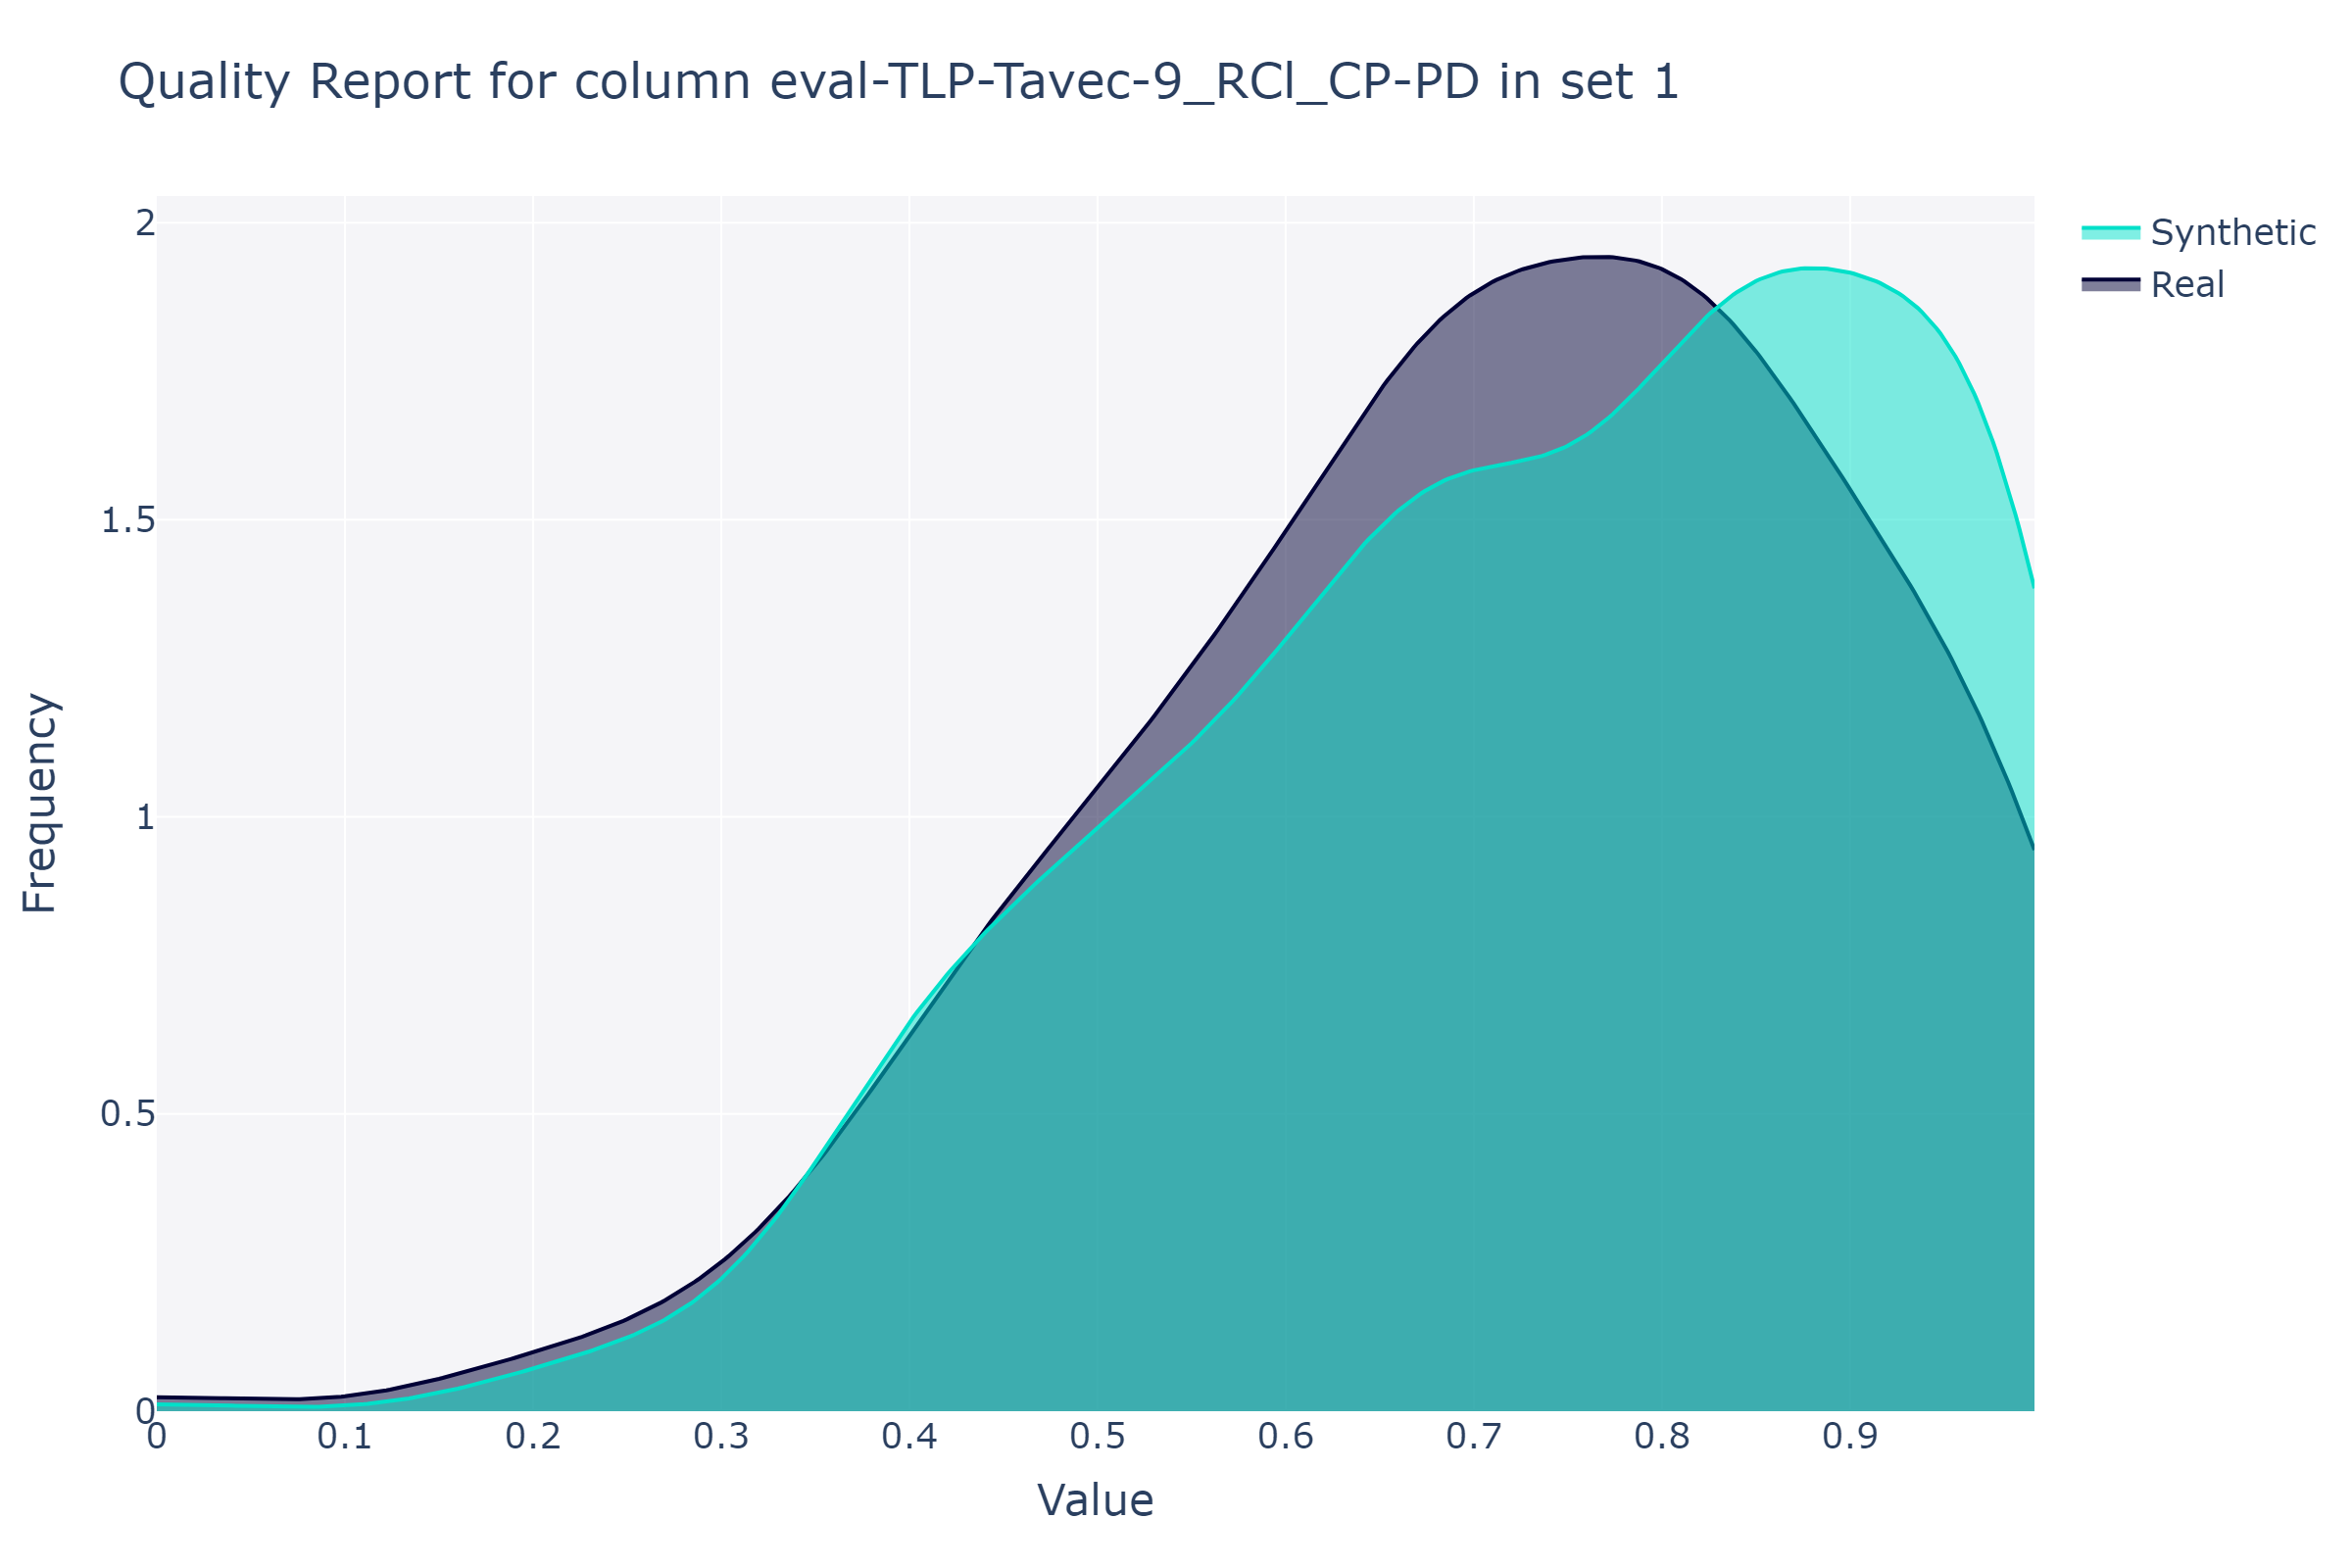 Quality Report for column eval-TLP-Tavec-9_RCl_CP-PD in set 1
Synthetic
Real
Frequency
2
1.5
1
0.5
0
0 0.1 0.2 0.3 0.4 0.5 0.6 0.7 0.8 0.9
Value